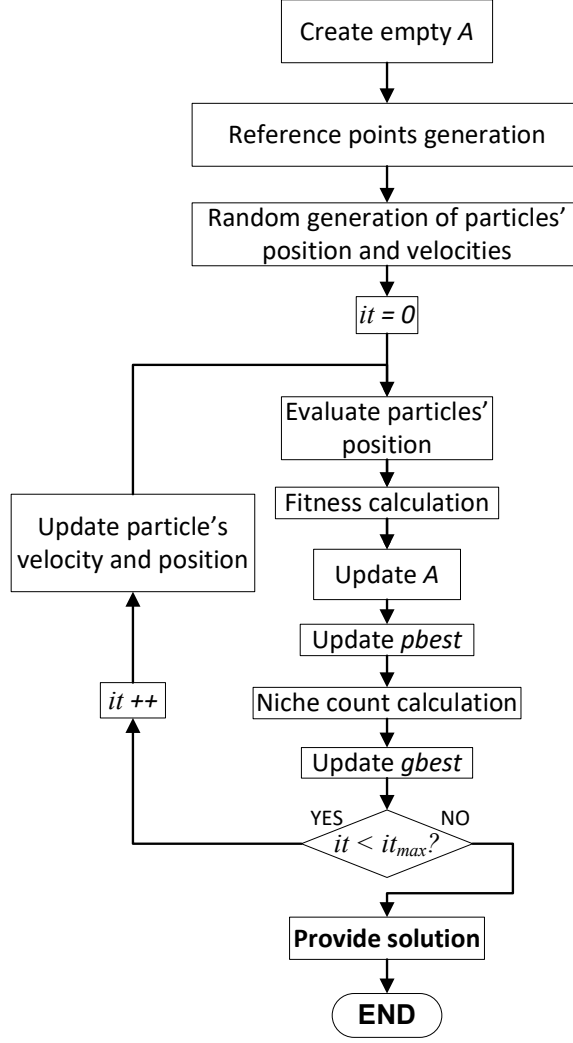 Create empty A
Reference points generation
Random generation of particles’
position and velocities
it = 0
Evaluate particles’
position
Fitness calculation
Update particle’s
velocity and position
Update A
Update pbest
it ++
Niche count calculation
Update gbest
YES
NO
it < it_max?
Provide solution
END